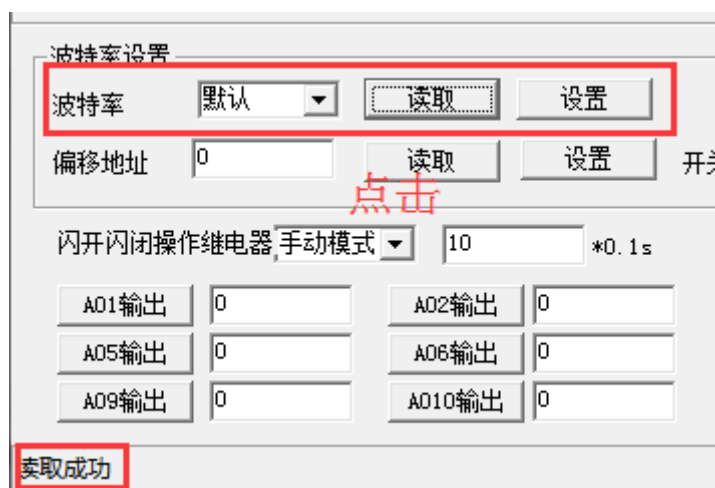 波特率设置
波特率 默认 读取 设置
偏移地址 0 读取 设置 开关
点击
闪开闪闭操作继电器 手动模式 10 *0.1s
A01输出 0 A02输出 0
A05输出 0 A06输出 0
A09输出 0 A010输出 0
读取成功